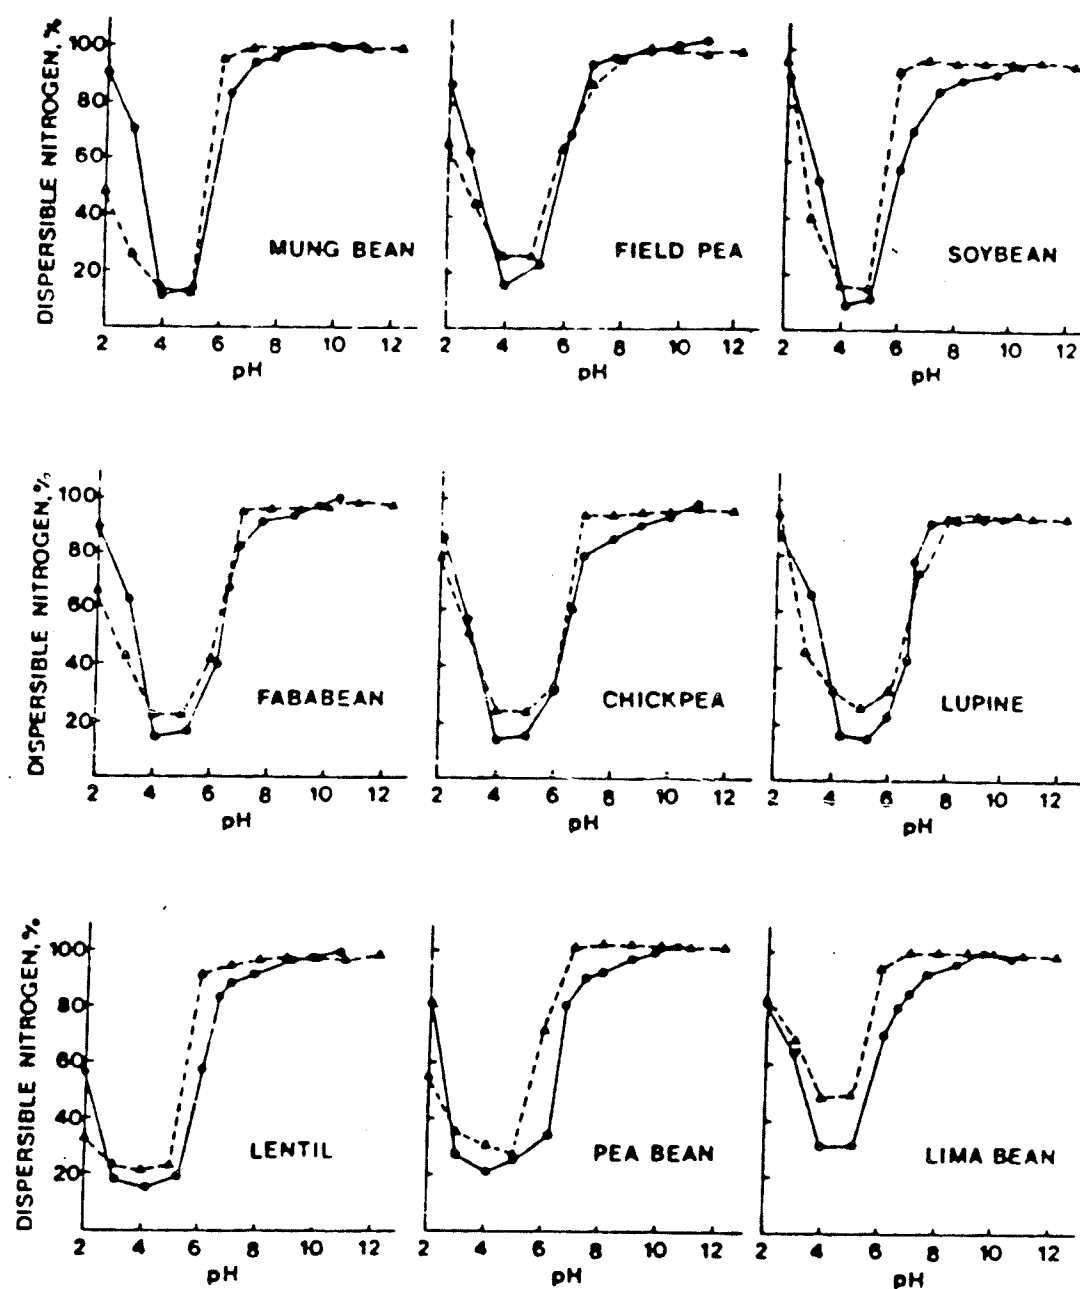 DISPERSIBLE NITROGEN, %
100
80
60
40
20
MUNG BEAN
2 4 6 8 10 12
pH
FIELD PEA
2 4 6 8 10 12
pH
SOYBEAN
2 4 6 8 10 12
pH
DISPERSIBLE NITROGEN, %
100
80
60
40
20
FABABEAN
2 4 6 8 10 12
pH
CHICKPEA
2 4 6 8 10 12
pH
LUPINE
2 4 6 8 10 12
pH
DISPERSIBLE NITROGEN, %
100
80
60
40
20
LENTIL
2 4 6 8 10 12
pH
PEA BEAN
2 4 6 8 10 12
pH
LIMA BEAN
2 4 6 8 10 12
pH